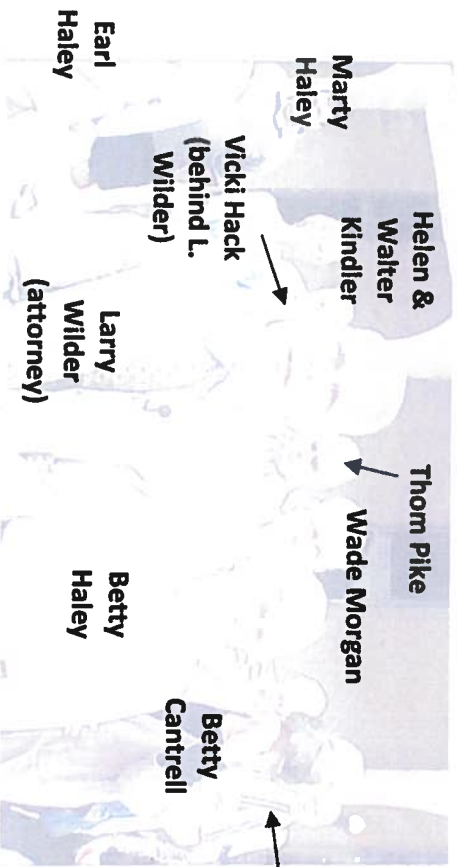 Earl
Haley
Marty
Haley
Vicki Hack
(behind L.
Wilder)
Helen &
Walter
Kindler
Larry
Wilder
(attorney)
Thom Pike
Wade Morgan
Betty
Haley
Betty
Cantrell